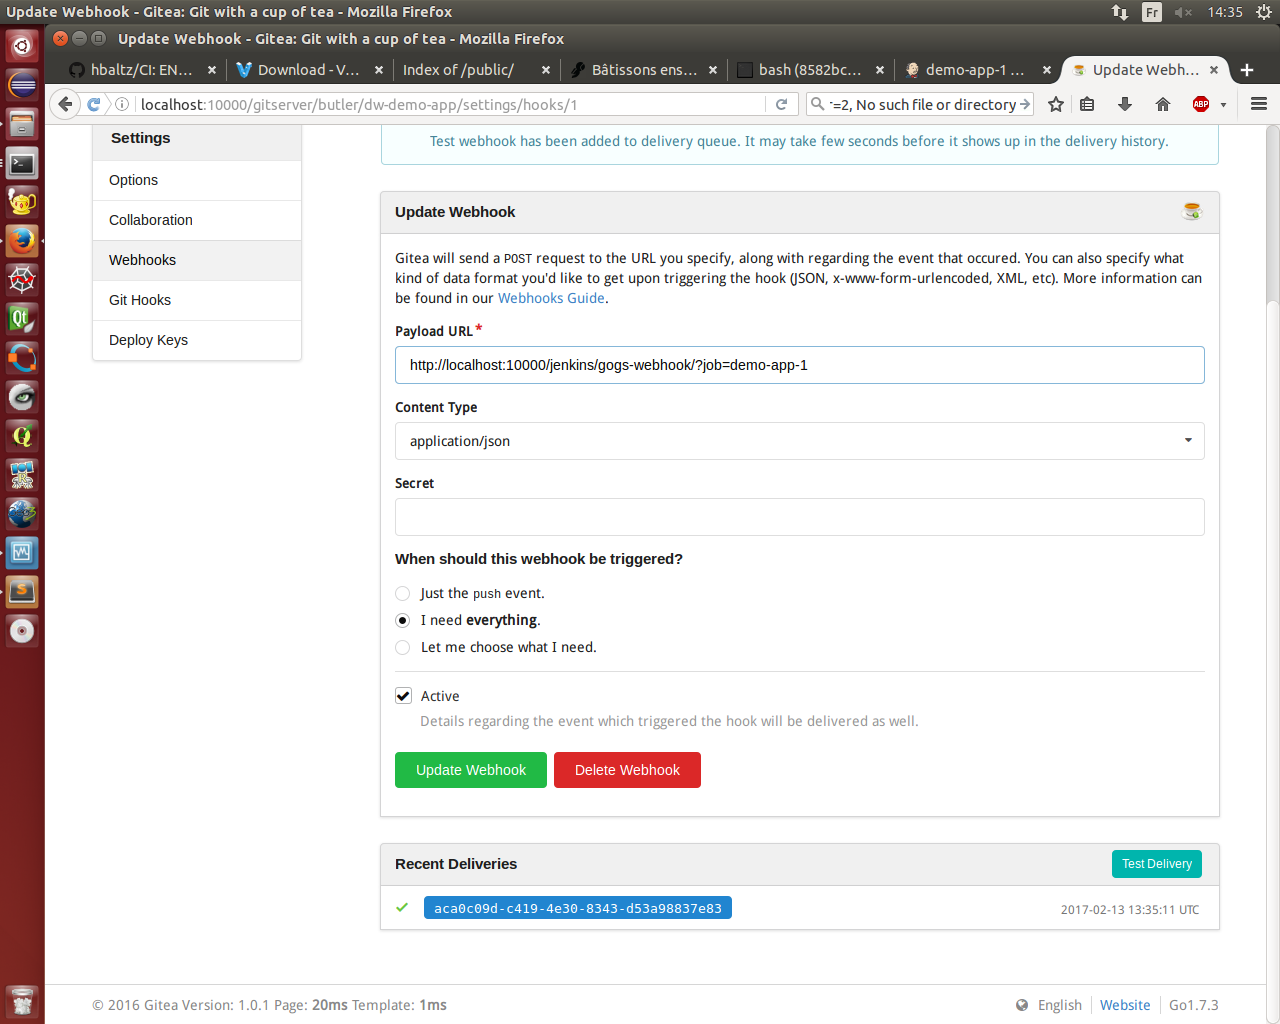 Update Webhook - Gitea: Git with a cup of tea - Mozilla Firefox
Fr
14:35
Update Webhook - Gitea: Git with a cup of tea - Mozilla Firefox
hbaltz/CI: EN...
Download - V...
Index of /public/
Bâtissons ens...
bash (8582bc...
demo-app-1 ...
Update Webh...
localhost:10000/gitserver/butler/dw-demo-app/settings/hooks/1
=2, No such file or directory
ABP
Settings
Options
Collaboration
Webhooks
Git Hooks
Deploy Keys
Test webhook has been added to delivery queue. It may take few seconds before it shows up in the delivery history.
Update Webhook
Gitea will send a POST request to the URL you specify, along with regarding the event that occured. You can also specify what
kind of data format you'd like to get upon triggering the hook (JSON, x-www-form-urlencoded, XML, etc). More information can
be found in our Webhooks Guide.
Payload URL*
http://localhost:10000/jenkins/gogs-webhook/?job=demo-app-1
Content Type
application/json
Secret
When should this webhook be triggered?
Just the push event.
I need everything.
Let me choose what I need.
Active
Details regarding the event which triggered the hook will be delivered as well.
Update Webhook
Delete Webhook
Recent Deliveries
Test Delivery
aca0c09d-c419-4e30-8343-d53a98837e83
2017-02-13 13:35:11 UTC
© 2016 Gitea Version: 1.0.1 Page: 20ms Template: 1ms
English
Website
Go1.7.3